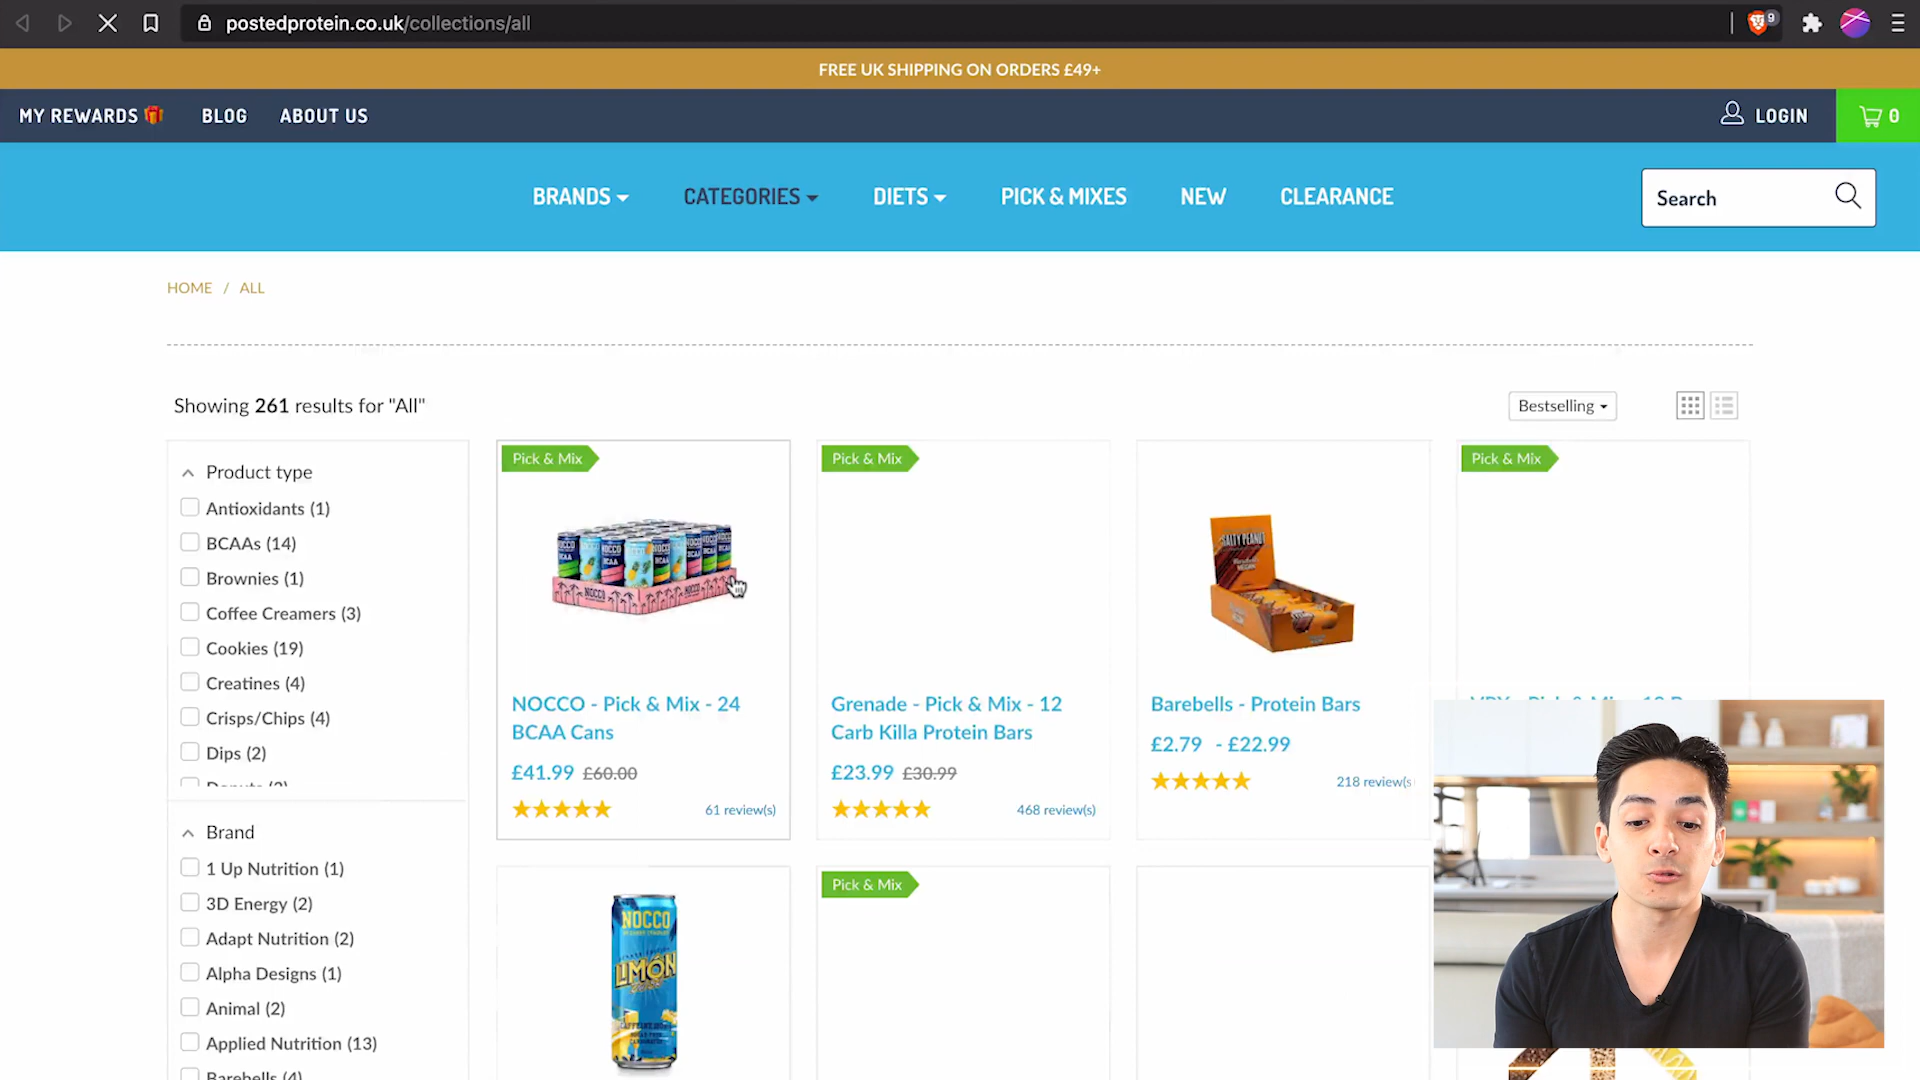 postedprotein.co.uk/collections/all
9
FREE UK SHIPPING ON ORDERS £49+
MY REWARDS BLOG ABOUT US
LOGIN
0
BRANDS CATEGORIES DIETS PICK & MIXES NEW CLEARANCE
Search
HOME / ALL
Showing 261 results for "All"
Bestselling
Product type
Antioxidants (1)
BCAAs (14)
Brownies (1)
Coffee Creamers (3)
Cookies (19)
Creatines (4)
Crisps/Chips (4)
Dips (2)
Brand
1 Up Nutrition (1)
3D Energy (2)
Adapt Nutrition (2)
Alpha Designs (1)
Animal (2)
Applied Nutrition (13)
Barebells (4)
Pick & Mix
NOCCO
NOCCO - Pick & Mix - 24
BCAA Cans
£41.99 £60.00
61 review(s)
Pick & Mix
Grenade - Pick & Mix - 12
Carb Killa Protein Bars
£23.99 £30.99
468 review(s)
SALTY PEANUT
Barebells - Protein Bars
£2.79 - £22.99
218 review(s
Pick & Mix
NOCCO
LIMÓN
Pick & Mix